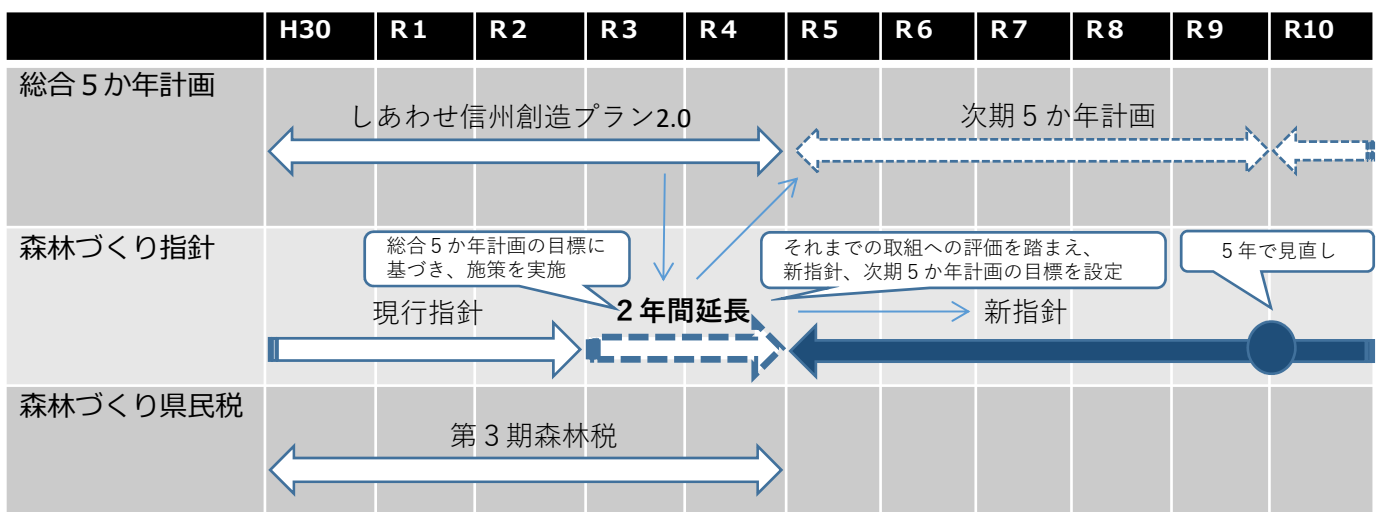 H30 R1 R2 R3 R4 R5 R6 R7 R8 R9 R10
総合５か年計画
しあわせ信州創造プラン2.0
次期５か年計画
森林づくり指針
総合５か年計画の目標に
基づき、施策を実施
それまでの取組への評価を踏まえ、
新指針、次期５か年計画の目標を設定
５年で見直し
現行指針
２年間延長
新指針
森林づくり県民税
第３期森林税